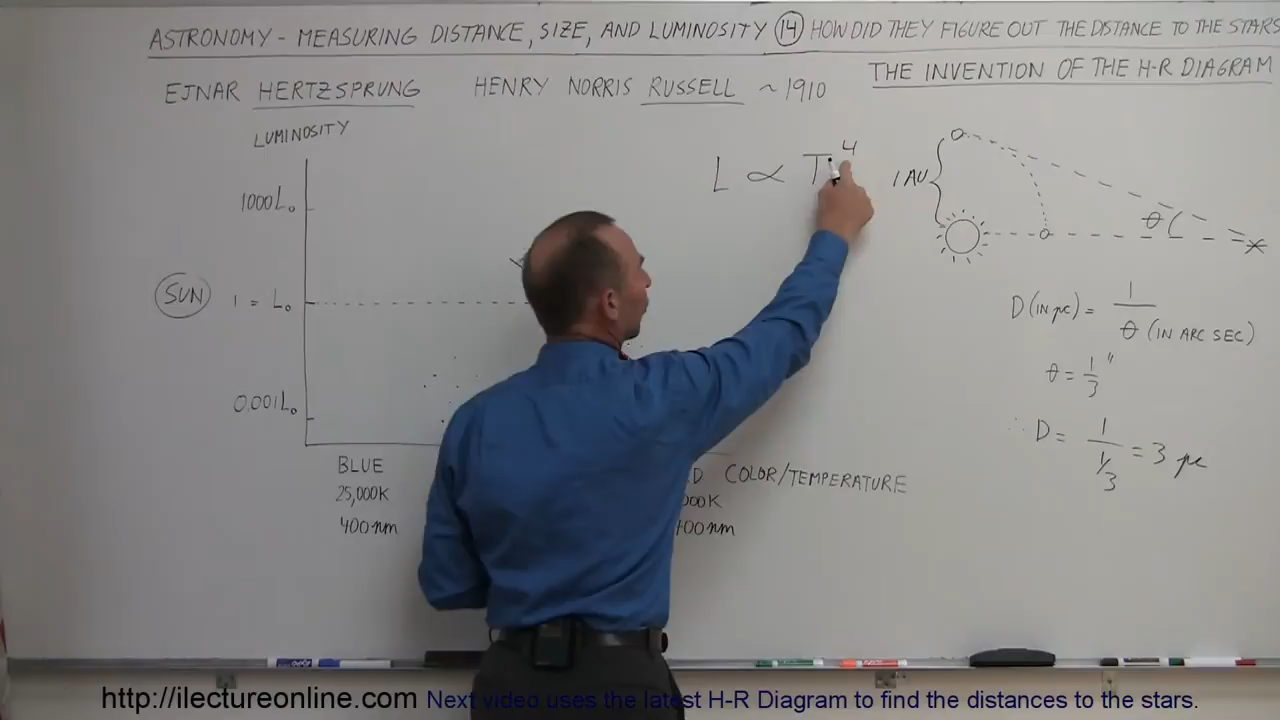 ASTRONOMY - MEASURING DISTANCE, SIZE, AND LUMINOSITY 14 HOW DID THEY FIGURE OUT THE DISTANCE TO THE STARS
THE INVENTION OF THE H-R DIAGRAM
EJNAR HERTZSPRUNG HENRY NORRIS RUSSELL ~1910
LUMINOSITY
L ∝ T⁴
1000L₀
SUN 1 = L₀
0.001L₀
BLUE
25,000K
400nm
COLOR/TEMPERATURE
1 AU
θ
D (IN pc) = 1 / θ (IN ARC SEC)
θ = 1/3"
∴ D = 1 / 1/3 = 3 pc
http://ilectureonline.com Next video uses the latest H-R Diagram to find the distances to the stars.